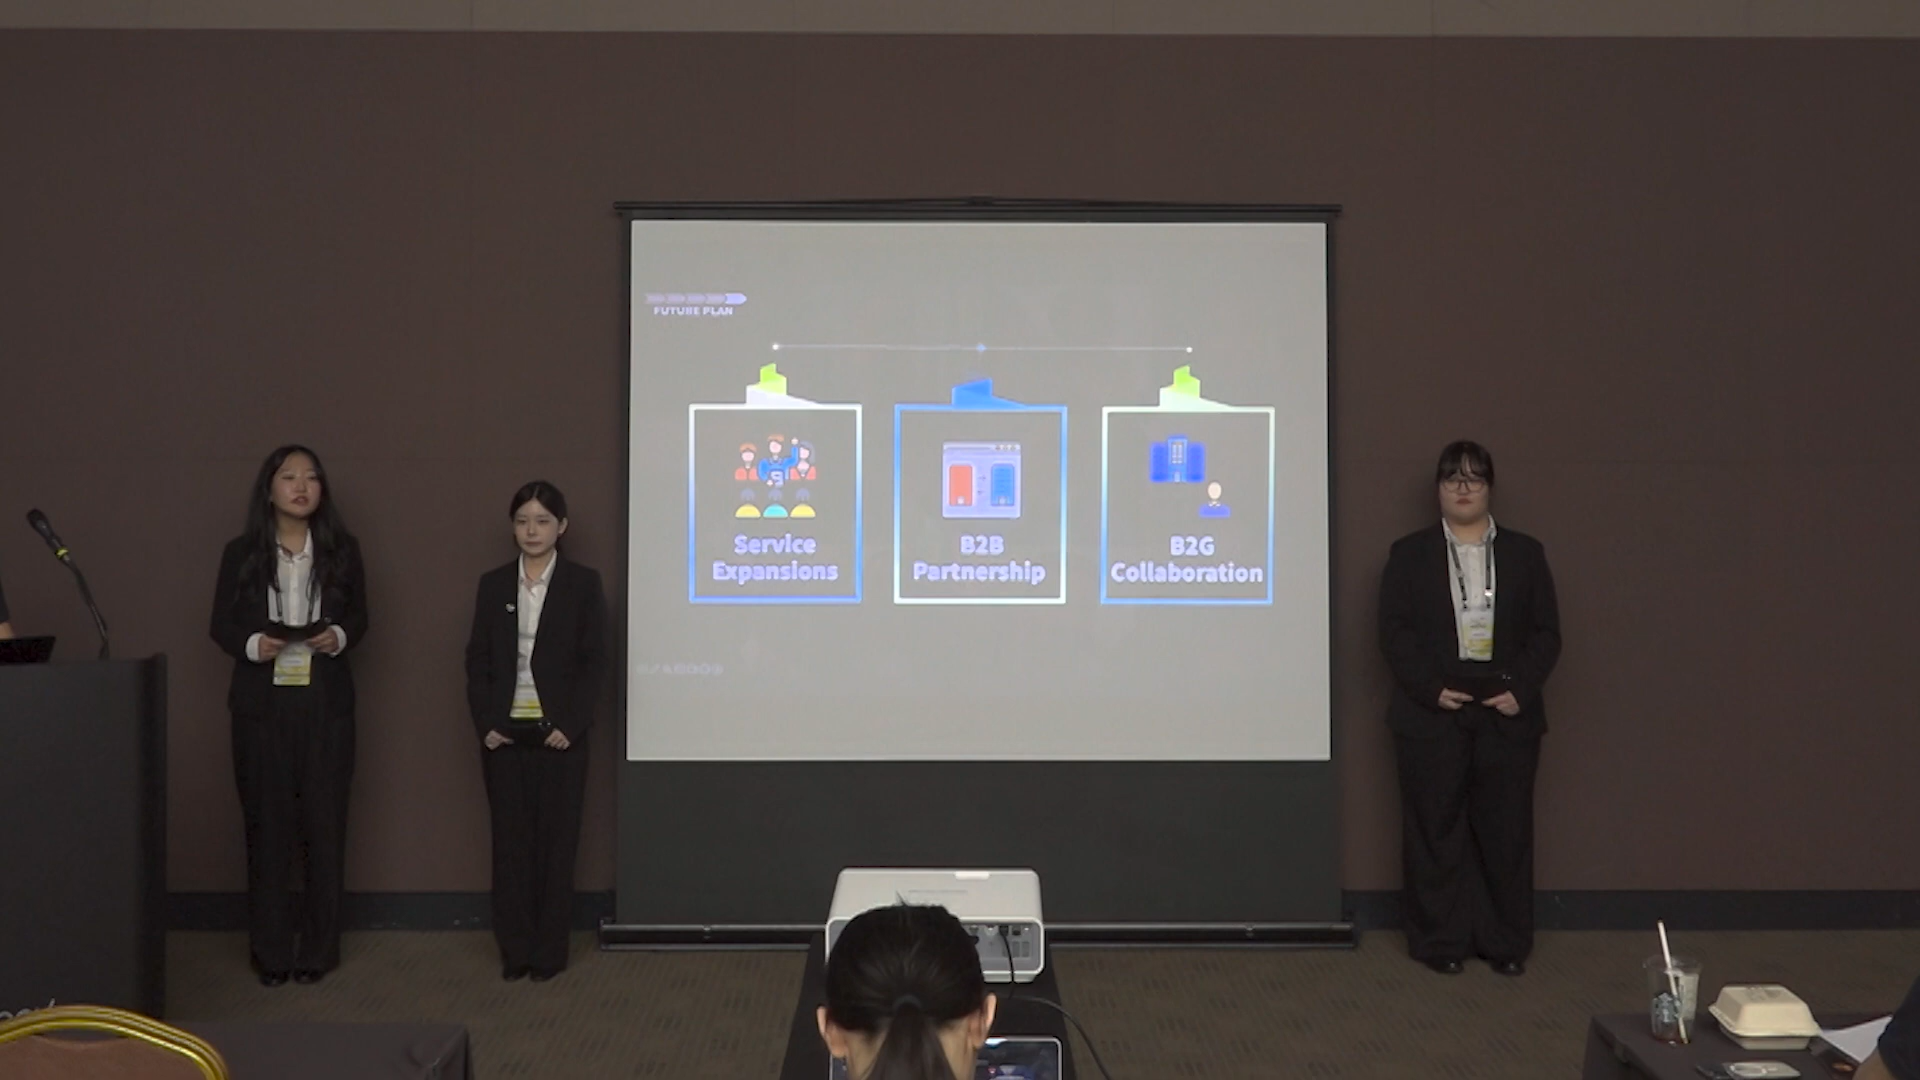 FUTURE PLAN
Service
Expansions
B2B
Partnership
B2G
Collaboration